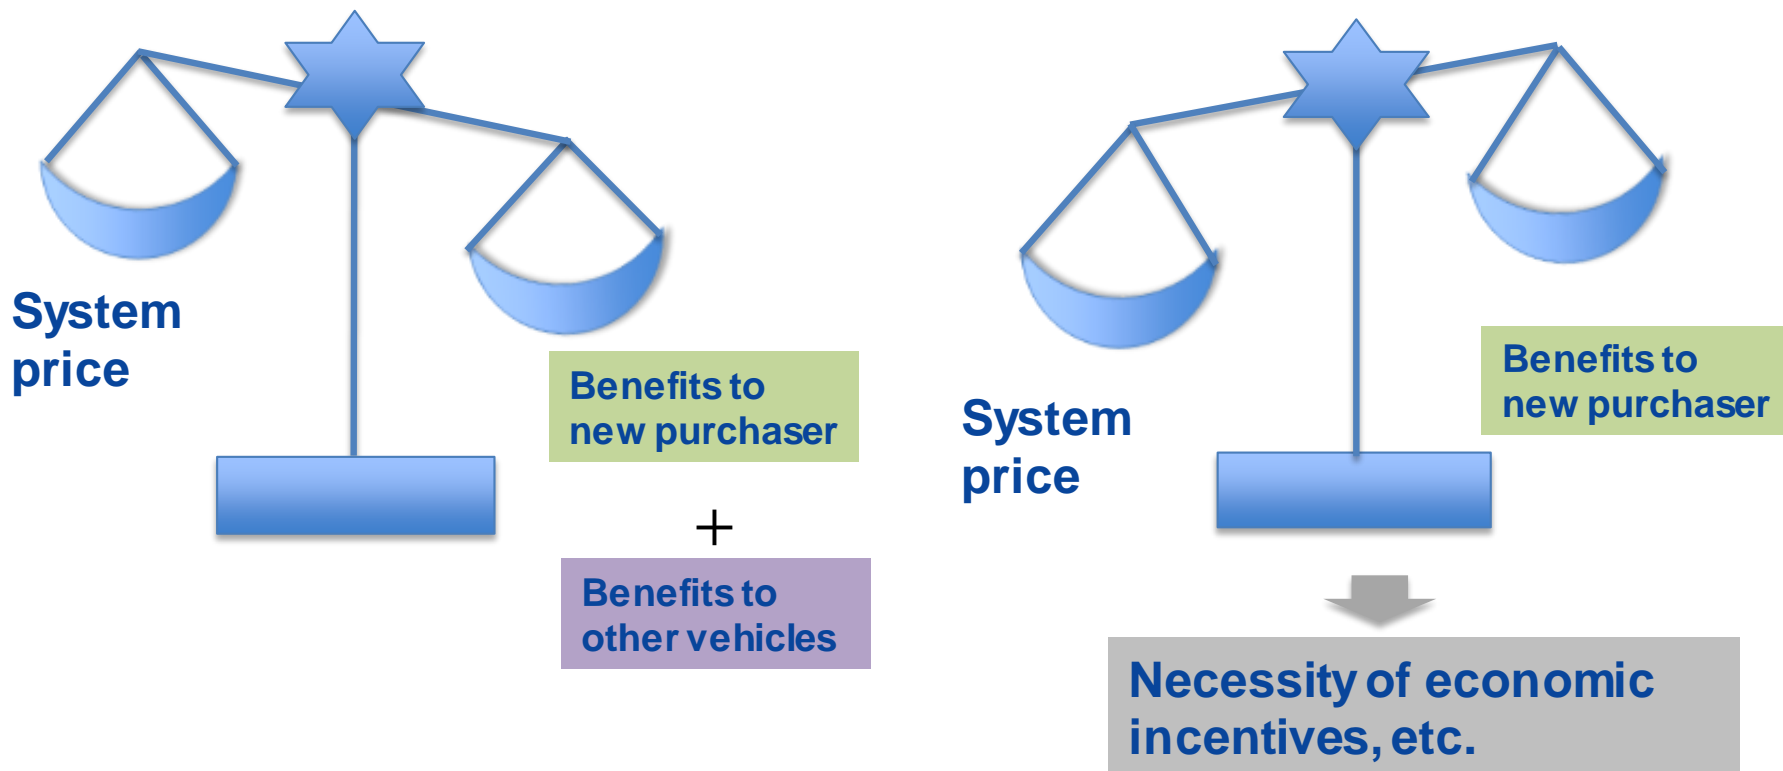 System
price
Benefits to
new purchaser
+
Benefits to
other vehicles
System
price
Benefits to
new purchaser
Necessity of economic
incentives, etc.